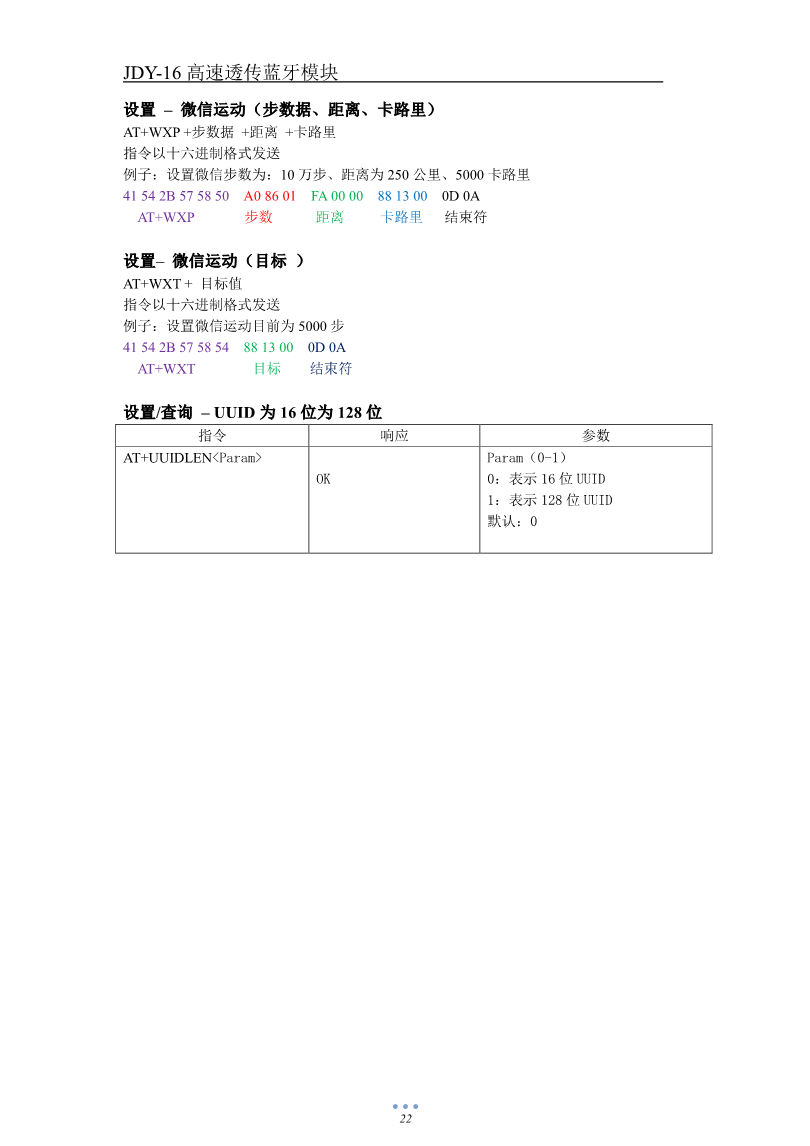 JDY-16 高速透传蓝牙模块
设置 – 微信运动（步数据、距离、卡路里）
AT+WXP +步数据 +距离 +卡路里
指令以十六进制格式发送
例子：设置微信步数为：10 万步、距离为 250 公里、5000 卡路里
41 54 2B 57 58 50 A0 86 01 FA 00 00 88 13 00 0D 0A
AT+WXP 步数 距离 卡路里 结束符
设置– 微信运动（目标 ）
AT+WXT + 目标值
指令以十六进制格式发送
例子：设置微信运动目前为 5000 步
41 54 2B 57 58 54 88 13 00 0D 0A
AT+WXT 目标 结束符
设置/查询 – UUID 为 16 位为 128 位
指令 响应 参数
AT+UUIDLEN<Param> Param（0-1）
OK 0：表示 16 位 UUID
1：表示 128 位 UUID
默认：0
22